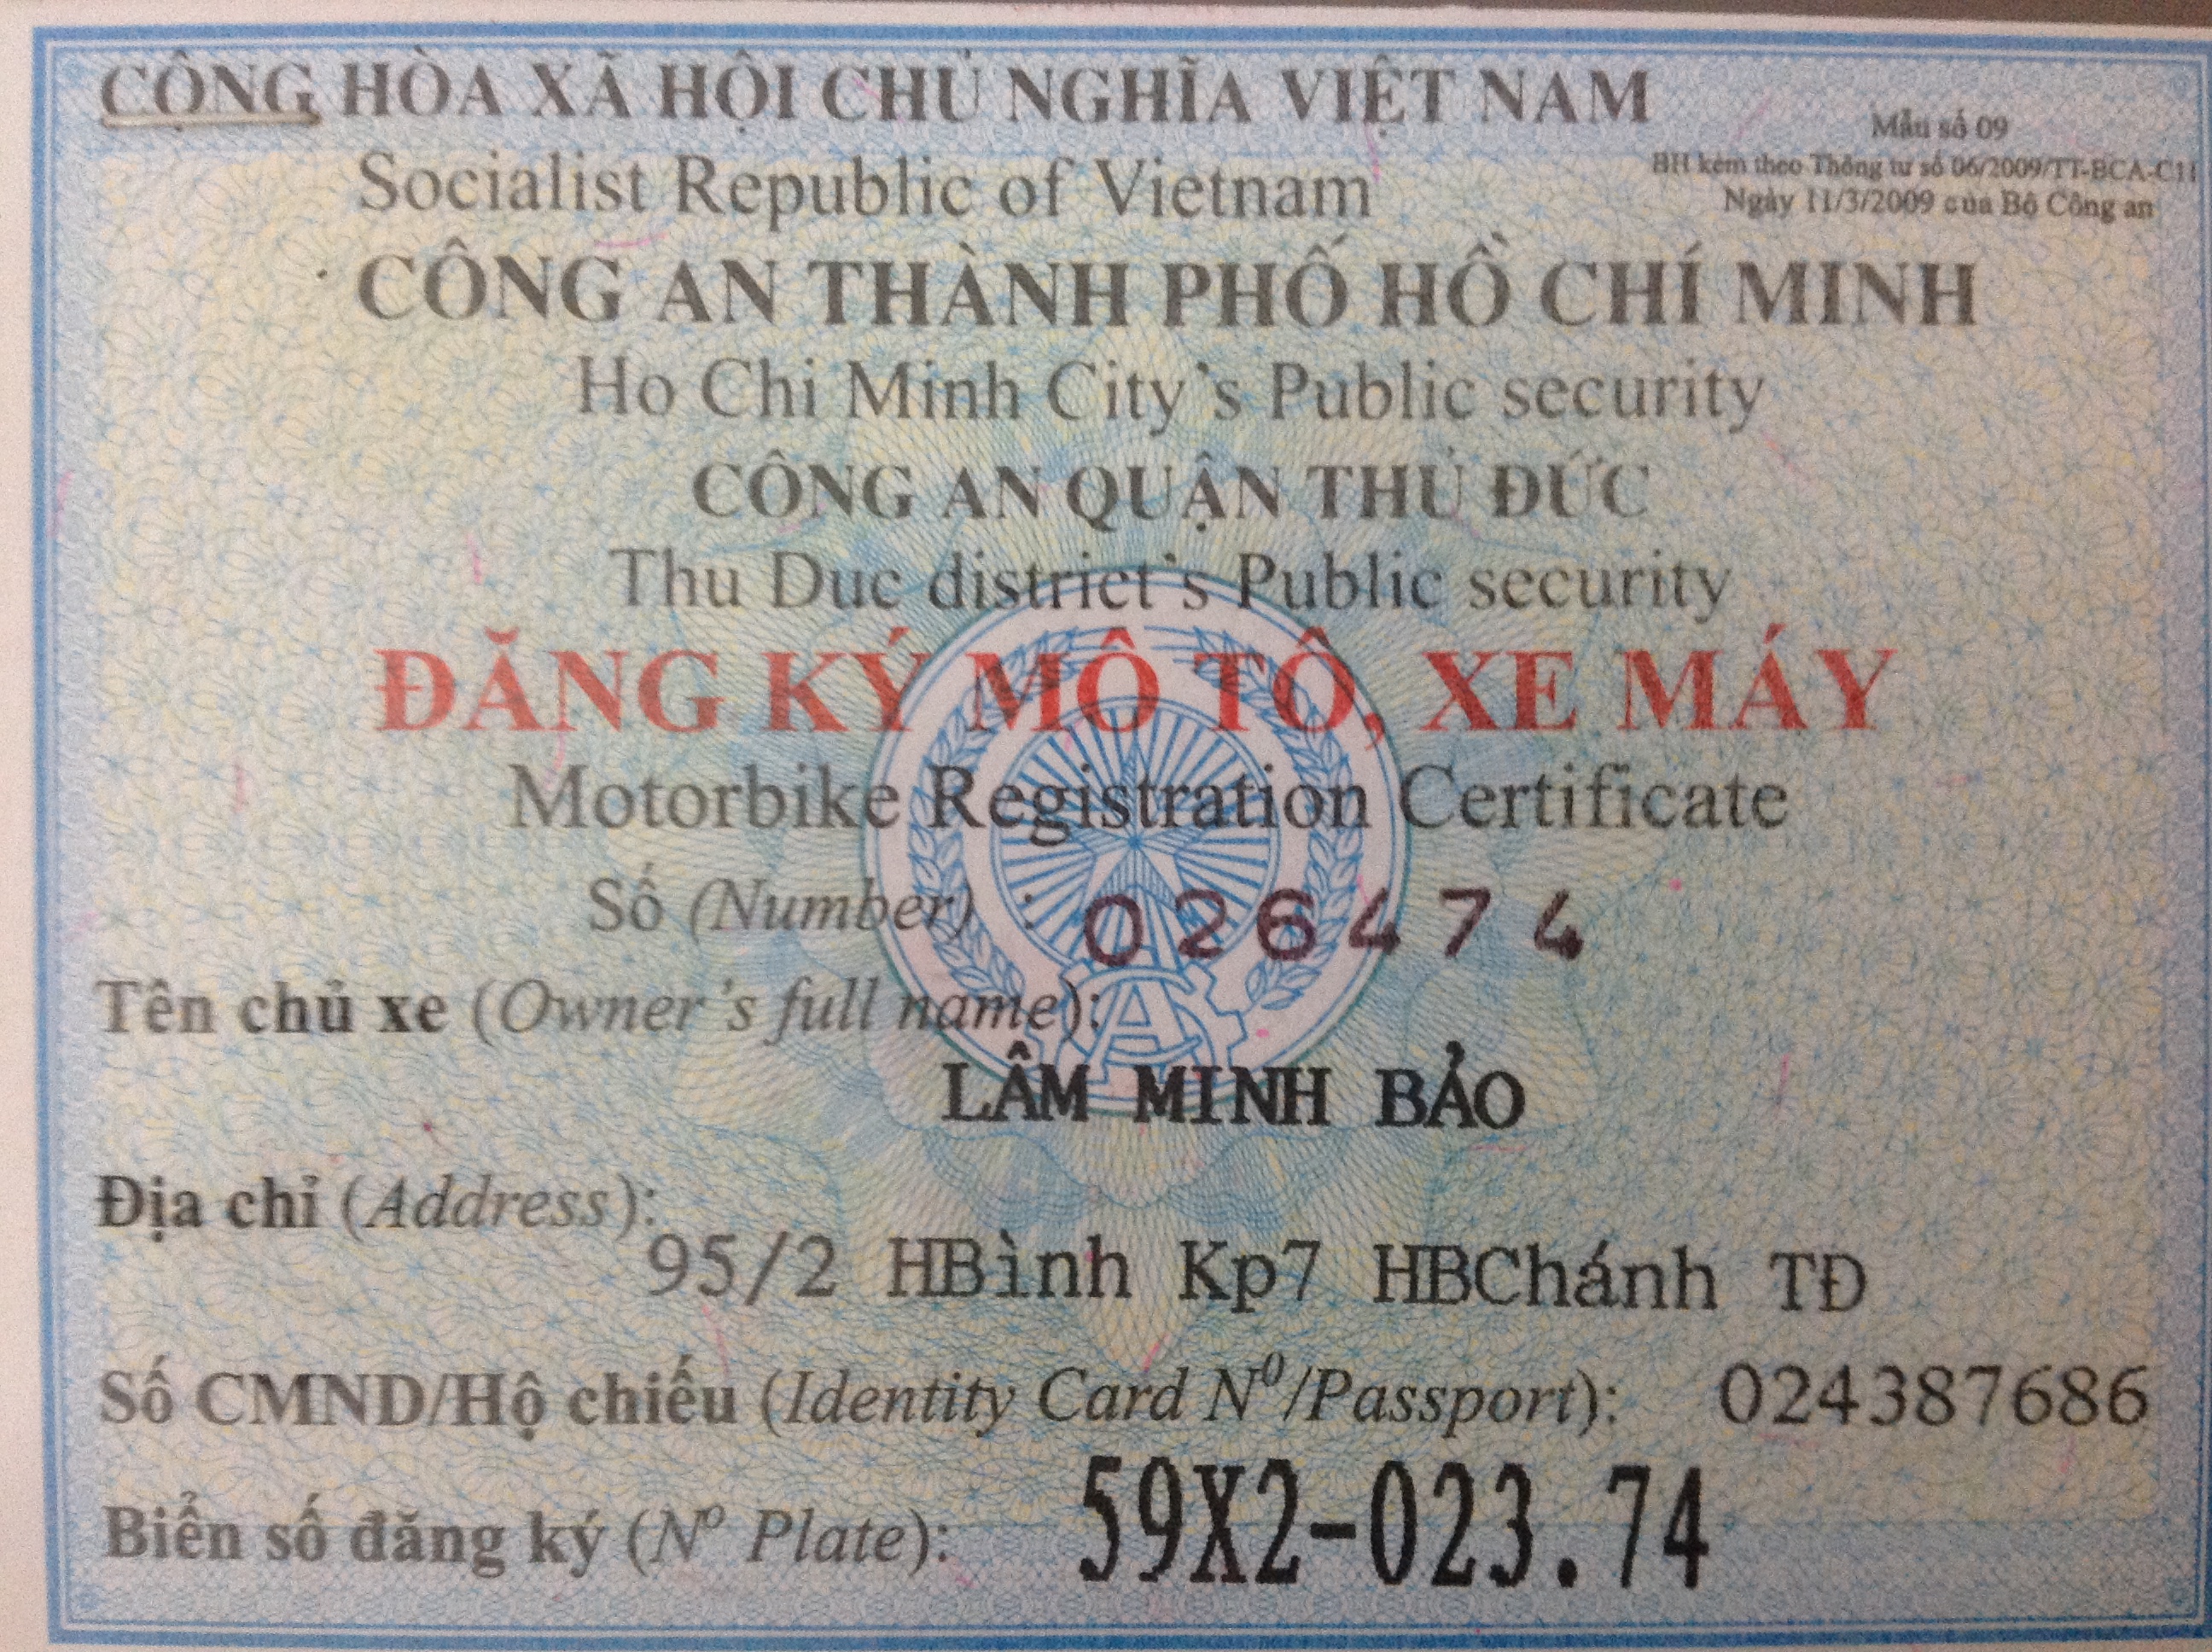 CỘNG HÒA XÃ HỘI CHỦ NGHĨA VIỆT NAM
Socialist Republic of Vietnam
Mẫu số 09
BH kèm theo Thông tư số 06/2009/TT-BCA-C11
Ngày 11/3/2009 của Bộ Công an
CÔNG AN THÀNH PHỐ HỒ CHÍ MINH
Ho Chi Minh City's Public security
CÔNG AN QUẬN THỦ ĐỨC
Thu Duc district's Public security
ĐĂNG KÝ MÔ TÔ, XE MÁY
Motorbike Registration Certificate
Số (Number) : 026474
Tên chủ xe (Owner's full name):
LÂM MINH BẢO
Địa chỉ (Address):
95/2 HBình Kp7 HBChánh TĐ
Số CMND/Hộ chiếu (Identity Card N⁰/Passport): 024387686
Biển số đăng ký (Nº Plate): 59X2-023.74